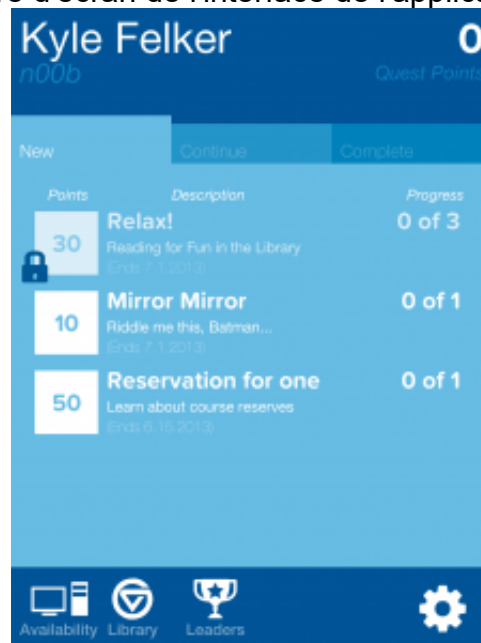 Kyle Felker
0
n00b
Quest Points
New
Continue
Complete
Points
Description
Progress
30
Relax!
0 of 3
Reading for Fun in the Library
(Ends 7.1.2013)
10
Mirror Mirror
0 of 1
Riddle me this, Batman...
(Ends 7.1.2013)
50
Reservation for one
0 of 1
Learn about course reserves
(Ends 6.15.2013)
Availability
Library
Leaders